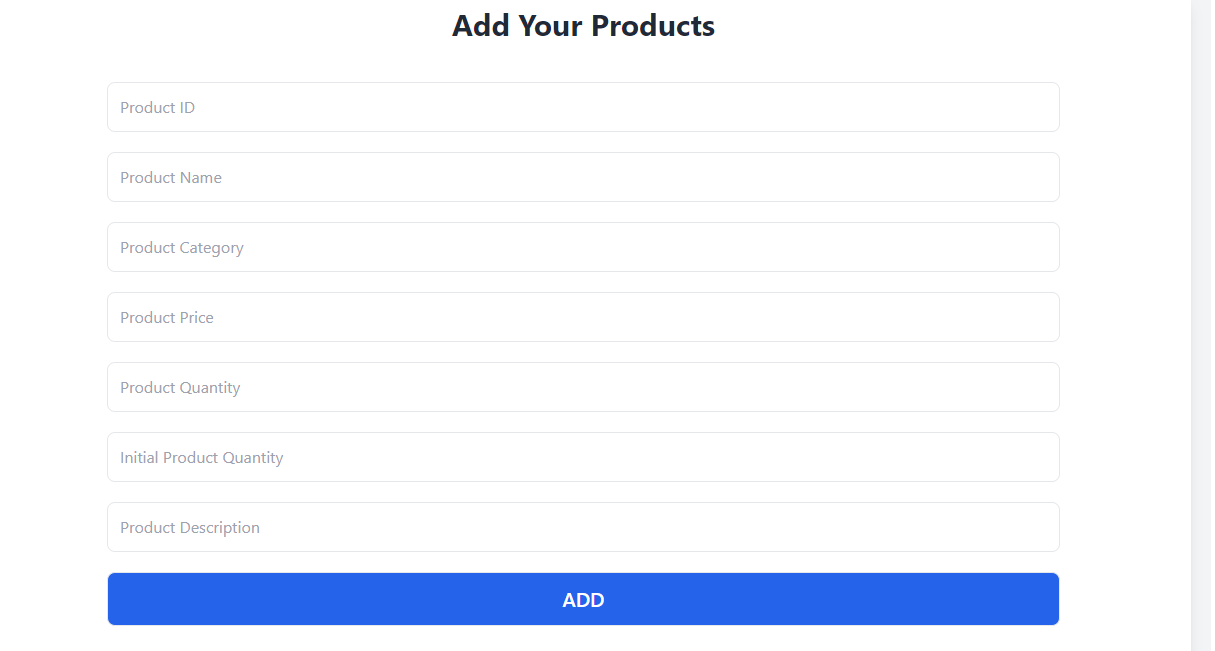 Add Your Products
Product ID
Product Name
Product Category
Product Price
Product Quantity
Initial Product Quantity
Product Description
ADD